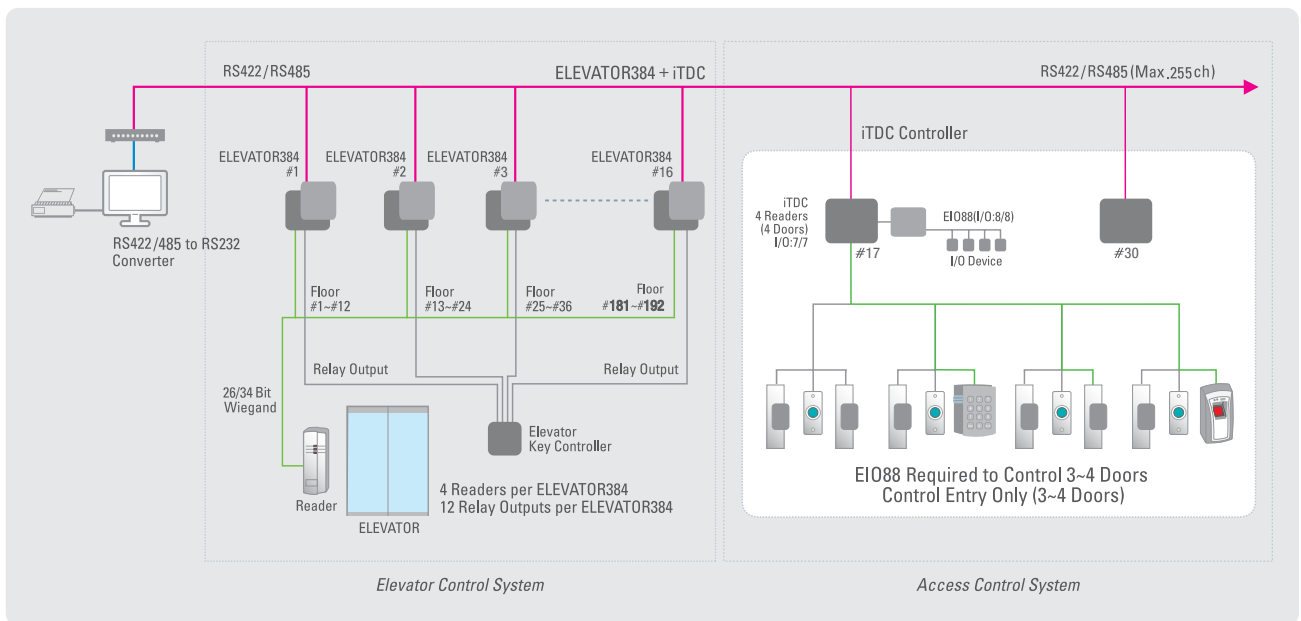 RS422/RS485
ELEVATOR384 + iTDC
RS422/RS485 (Max.255ch)
iTDC Controller
ELEVATOR384
#1
ELEVATOR384
#2
ELEVATOR384
#3
ELEVATOR384
#16
RS422/485 to RS232
Converter
iTDC
4 Readers
(4 Doors)
I/O:7/7
#17
EIO88(I/O:8/8)
I/O Device
#30
Floor
#1~#12
Floor
#13~#24
Floor
#25~#36
Floor
#181~#192
Relay Output
Relay Output
26/34 Bit
Wiegand
Elevator
Key Controller
Reader
ELEVATOR
4 Readers per ELEVATOR384
12 Relay Outputs per ELEVATOR384
EIO88 Required to Control 3~4 Doors
Control Entry Only (3~4 Doors)
Elevator Control System
Access Control System